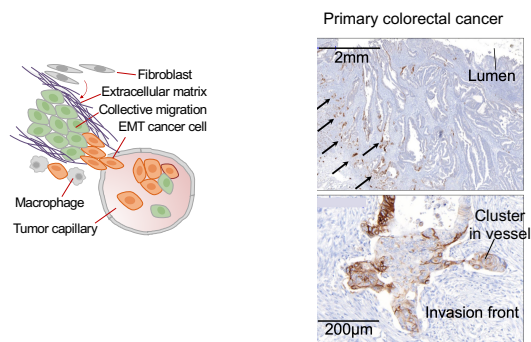 Primary colorectal cancer
Fibroblast
Extracellular matrix
Collective migration
EMT cancer cell
Macrophage
Tumor capillary
2mm
Lumen
Cluster
in vessel
Invasion front
200μm